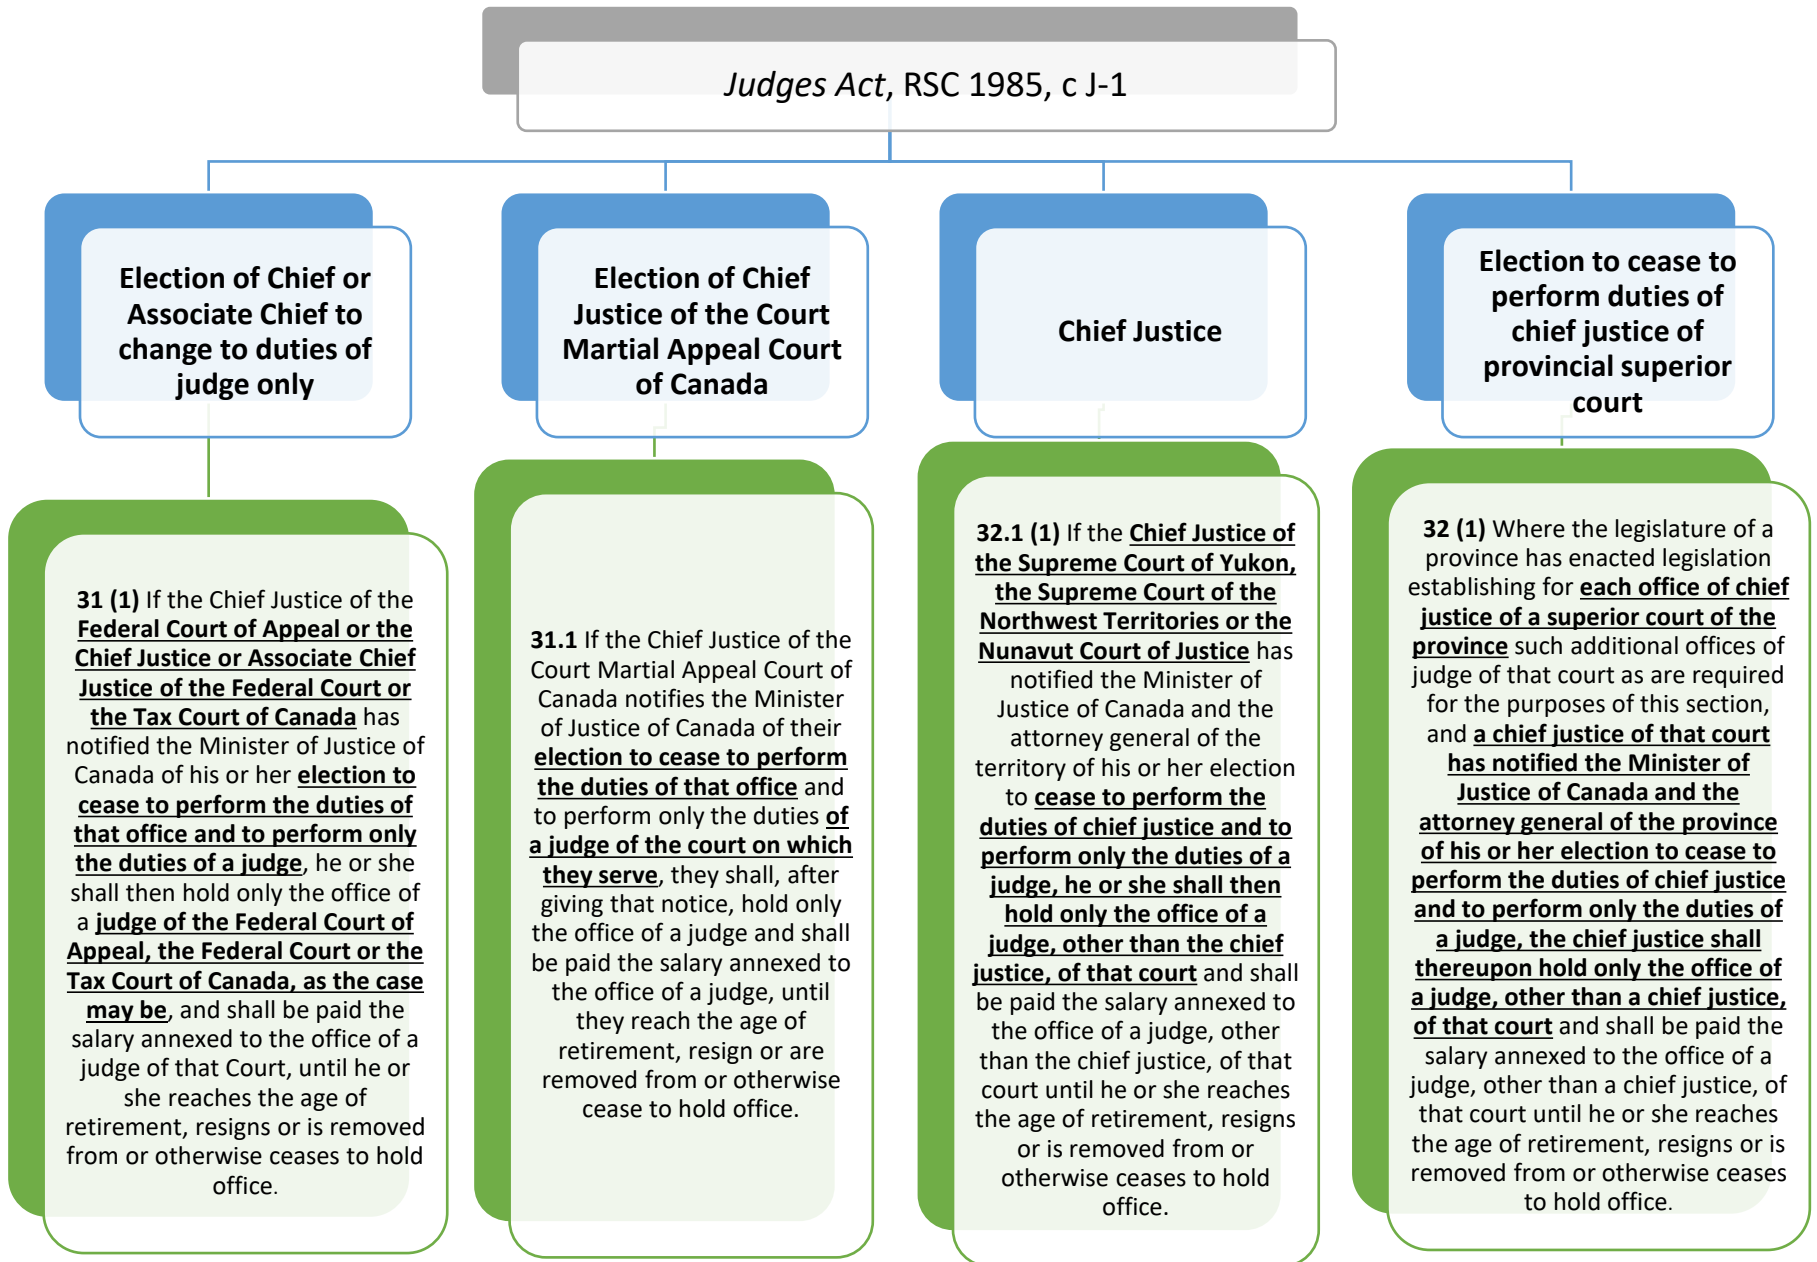 Judges Act, RSC 1985, c J-1
Election of Chief or
Associate Chief to
change to duties of
judge only
31 (1) If the Chief Justice of the
Federal Court of Appeal or the
Chief Justice or Associate Chief
Justice of the Federal Court or
the Tax Court of Canada has
notified the Minister of Justice of
Canada of his or her election to
cease to perform the duties of
that office and to perform only
the duties of a judge, he or she
shall then hold only the office of
a judge of the Federal Court of
Appeal, the Federal Court or the
Tax Court of Canada, as the case
may be, and shall be paid the
salary annexed to the office of a
judge of that Court, until he or
she reaches the age of
retirement, resigns or is removed
from or otherwise ceases to hold
office.
Election of Chief
Justice of the Court
Martial Appeal Court
of Canada
31.1 If the Chief Justice of the
Court Martial Appeal Court of
Canada notifies the Minister
of Justice of Canada of their
election to cease to perform
the duties of that office and
to perform only the duties of
a judge of the court on which
they serve, they shall, after
giving that notice, hold only
the office of a judge and shall
be paid the salary annexed to
the office of a judge, until
they reach the age of
retirement, resign or are
removed from or otherwise
cease to hold office.
Chief Justice
32.1 (1) If the Chief Justice of
the Supreme Court of Yukon,
the Supreme Court of the
Northwest Territories or the
Nunavut Court of Justice has
notified the Minister of
Justice of Canada and the
attorney general of the
territory of his or her election
to cease to perform the
duties of chief justice and to
perform only the duties of a
judge, he or she shall then
hold only the office of a
judge, other than the chief
justice, of that court and shall
be paid the salary annexed to
the office of a judge, other
than the chief justice, of that
court until he or she reaches
the age of retirement, resigns
or is removed from or
otherwise ceases to hold
office.
Election to cease to
perform duties of
chief justice of
provincial superior
court
32 (1) Where the legislature of a
province has enacted legislation
establishing for each office of chief
justice of a superior court of the
province such additional offices of
judge of that court as are required
for the purposes of this section,
and a chief justice of that court
has notified the Minister of
Justice of Canada and the
attorney general of the province
of his or her election to cease to
perform the duties of chief justice
and to perform only the duties of
a judge, the chief justice shall
thereupon hold only the office of
a judge, other than a chief justice,
of that court and shall be paid the
salary annexed to the office of a
judge, other than a chief justice, of
that court until he or she reaches
the age of retirement, resigns or is
removed from or otherwise ceases
to hold office.